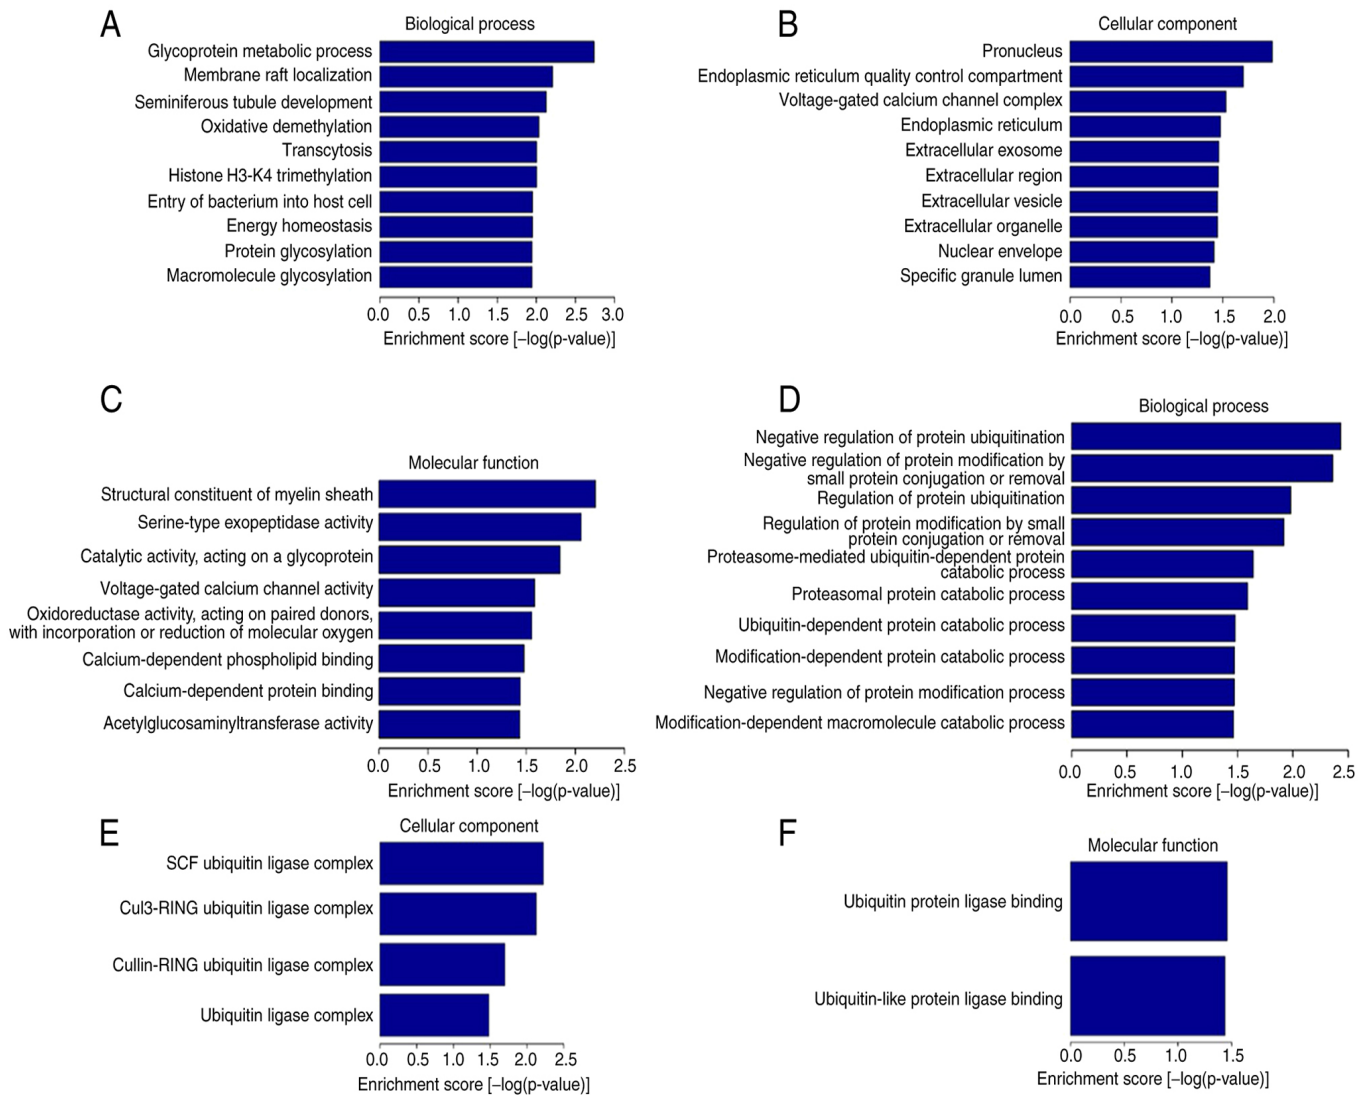 A
Biological process
Glycoprotein metabolic process
Membrane raft localization
Seminiferous tubule development
Oxidative demethylation
Transcytosis
Histone H3-K4 trimethylation
Entry of bacterium into host cell
Energy homeostasis
Protein glycosylation
Macromolecule glycosylation
0.0 0.5 1.0 1.5 2.0 2.5 3.0
Enrichment score [–log(p-value)]
B
Cellular component
Pronucleus
Endoplasmic reticulum quality control compartment
Voltage-gated calcium channel complex
Endoplasmic reticulum
Extracellular exosome
Extracellular region
Extracellular vesicle
Extracellular organelle
Nuclear envelope
Specific granule lumen
0.0 0.5 1.0 1.5 2.0
Enrichment score [–log(p-value)]
C
Molecular function
Structural constituent of myelin sheath
Serine-type exopeptidase activity
Catalytic activity, acting on a glycoprotein
Voltage-gated calcium channel activity
Oxidoreductase activity, acting on paired donors,
with incorporation or reduction of molecular oxygen
Calcium-dependent phospholipid binding
Calcium-dependent protein binding
Acetylglucosaminyltransferase activity
0.0 0.5 1.0 1.5 2.0 2.5
Enrichment score [–log(p-value)]
D
Biological process
Negative regulation of protein ubiquitination
Negative regulation of protein modification by
small protein conjugation or removal
Regulation of protein ubiquitination
Regulation of protein modification by small
protein conjugation or removal
Proteasome-mediated ubiquitin-dependent protein
catabolic process
Proteasomal protein catabolic process
Ubiquitin-dependent protein catabolic process
Modification-dependent protein catabolic process
Negative regulation of protein modification process
Modification-dependent macromolecule catabolic process
0.0 0.5 1.0 1.5 2.0 2.5
Enrichment score [–log(p-value)]
E
Cellular component
SCF ubiquitin ligase complex
Cul3-RING ubiquitin ligase complex
Cullin-RING ubiquitin ligase complex
Ubiquitin ligase complex
0.0 0.5 1.0 1.5 2.0 2.5
Enrichment score [–log(p-value)]
F
Molecular function
Ubiquitin protein ligase binding
Ubiquitin-like protein ligase binding
0.0 0.5 1.0 1.5
Enrichment score [–log(p-value)]